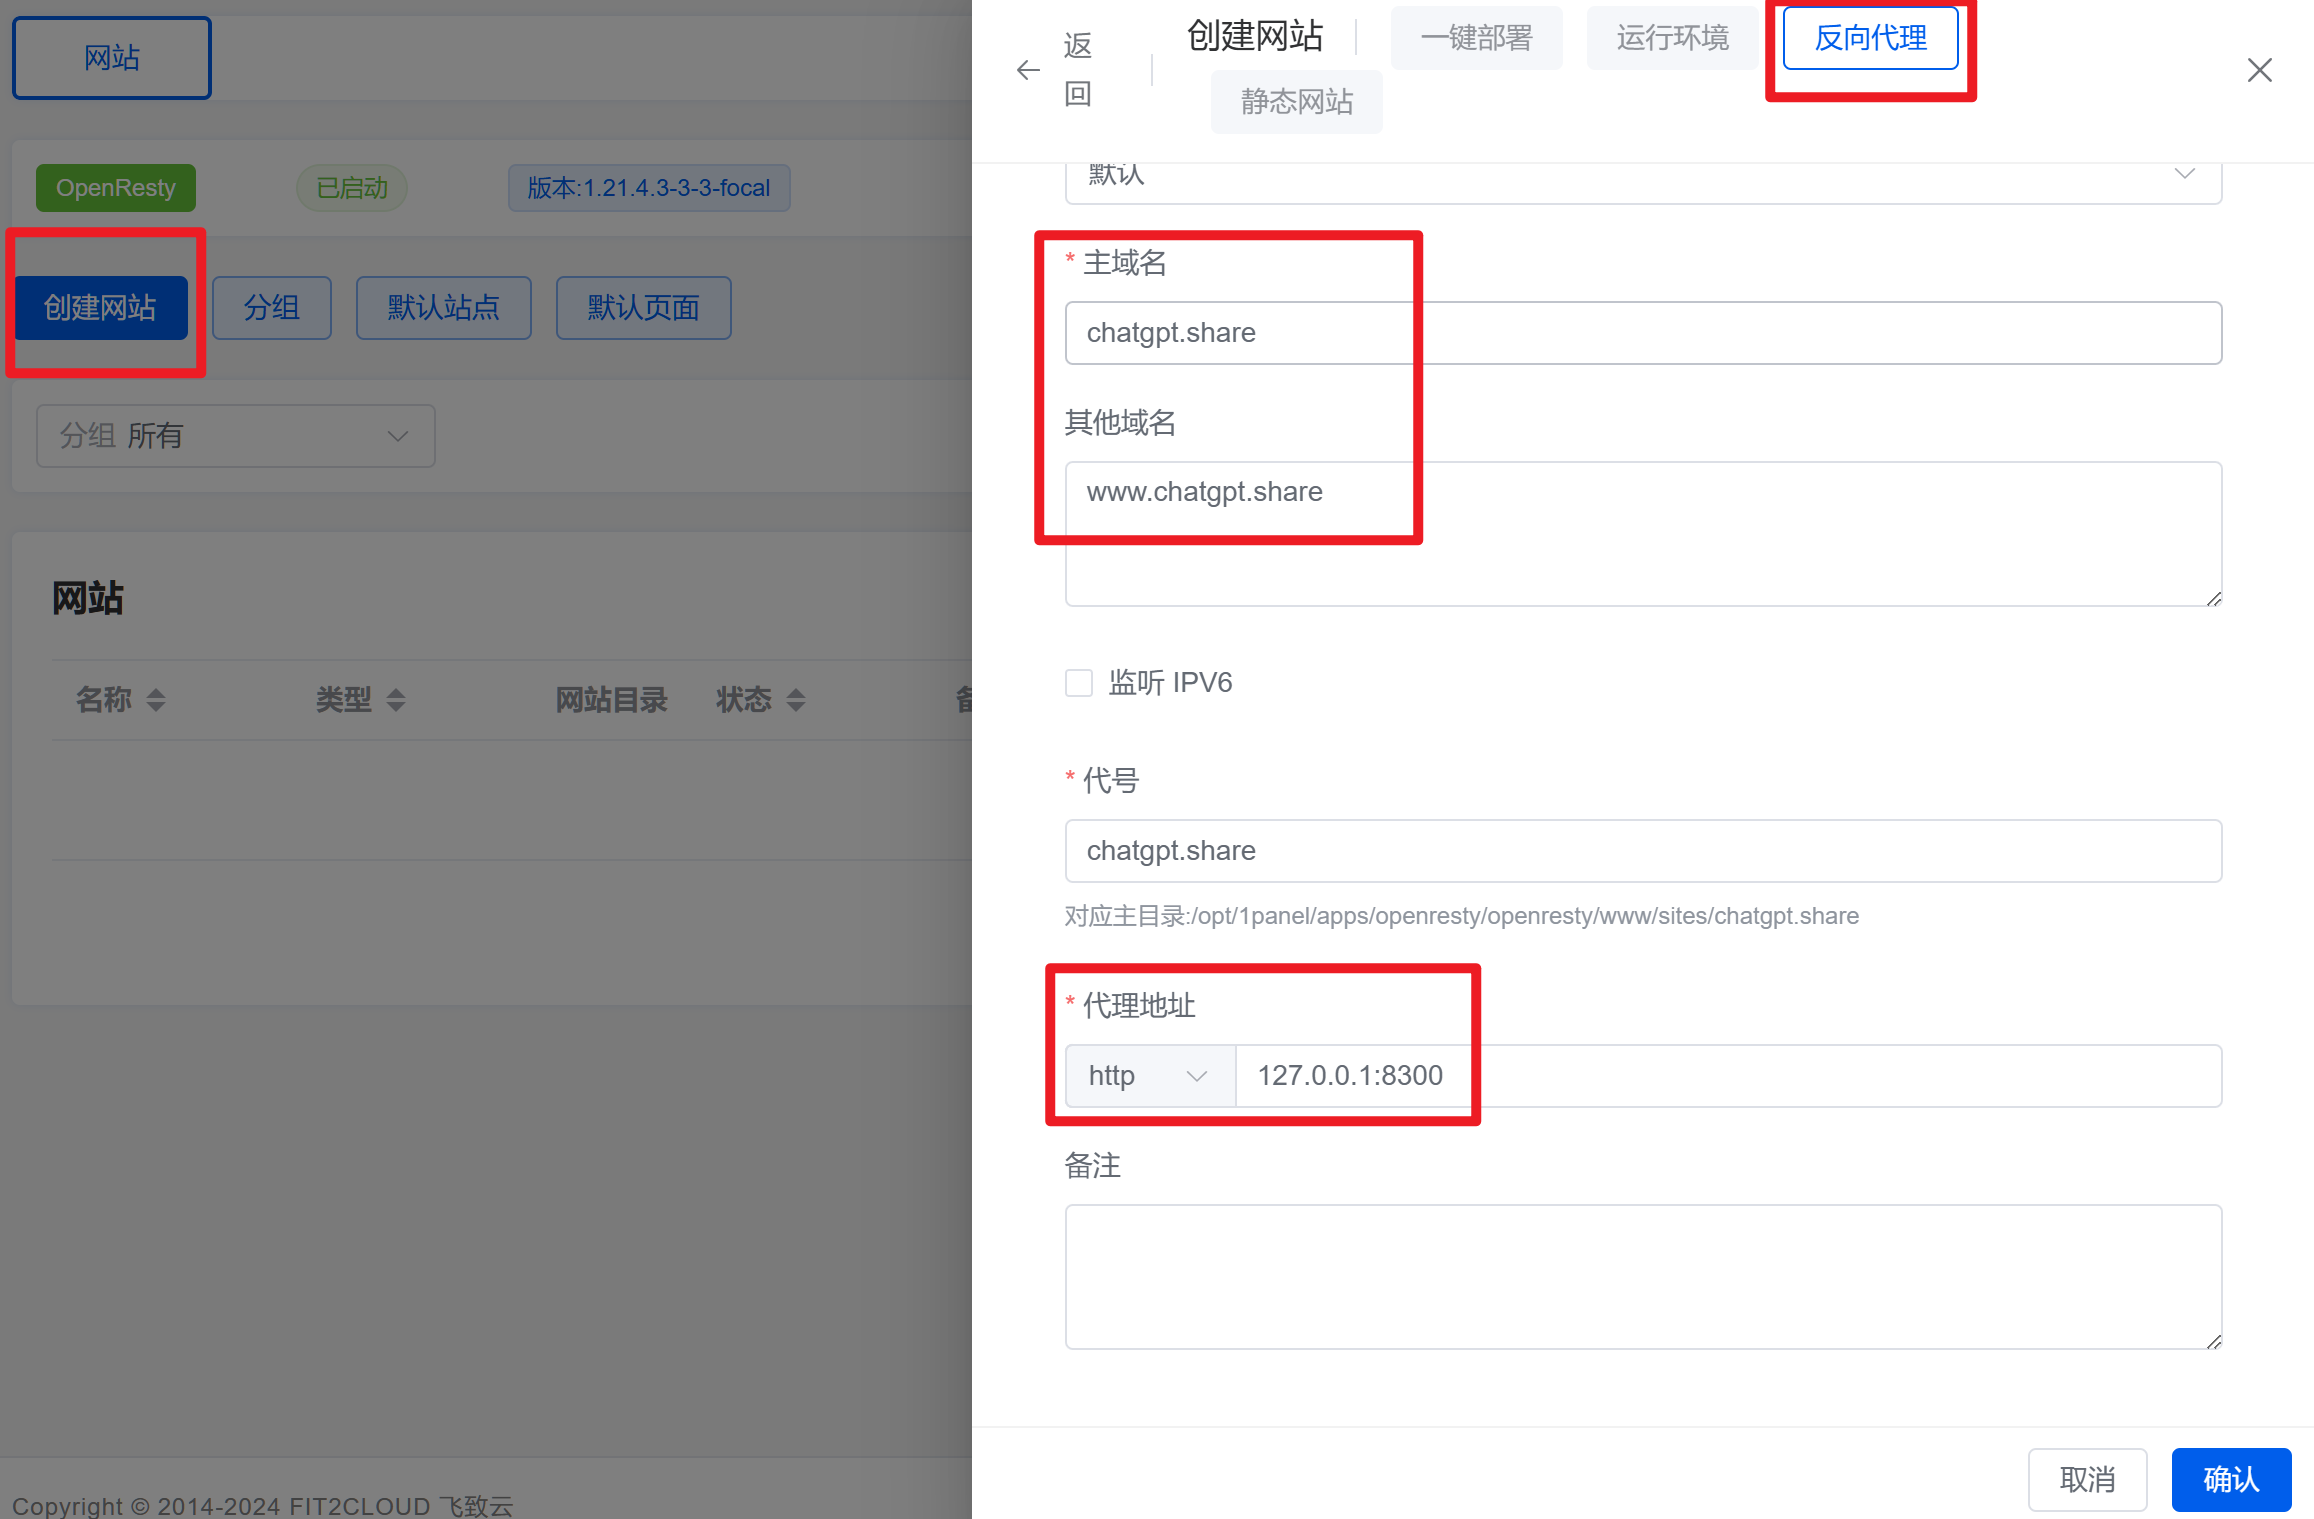 网站
OpenResty
已启动
版本:1.21.4.3-3-3-focal
创建网站
分组
默认站点
默认页面
分组 所有
网站
名称
类型
网站目录
状态
Copyright © 2014-2024 FIT2CLOUD 飞致云
返回
创建网站
一键部署
运行环境
反向代理
静态网站
默认
* 主域名
chatgpt.share
其他域名
www.chatgpt.share
监听 IPV6
* 代号
chatgpt.share
对应主目录:/opt/1panel/apps/openresty/openresty/www/sites/chatgpt.share
* 代理地址
http
127.0.0.1:8300
备注
取消
确认